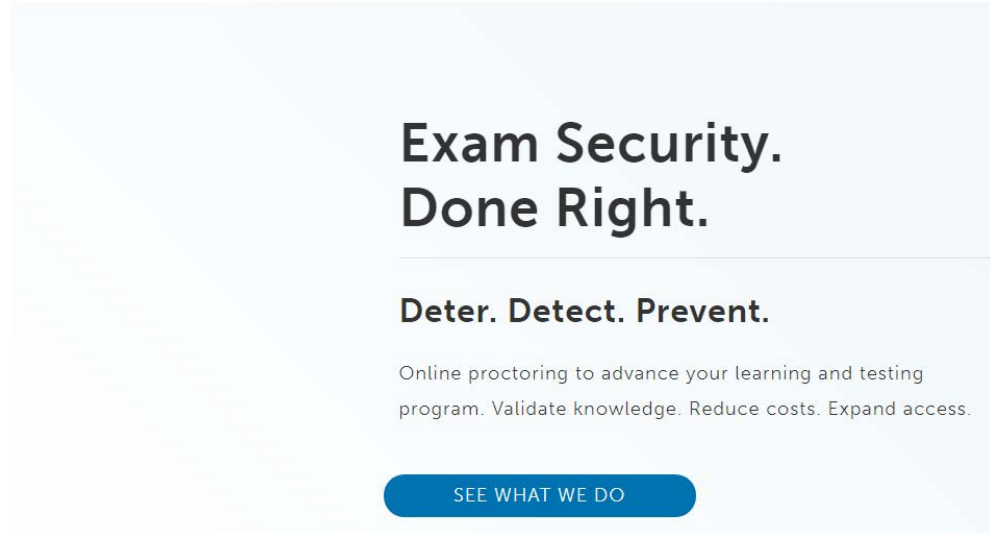 Exam Security.
Done Right.
Deter. Detect. Prevent.
Online proctoring to advance your learning and testing
program. Validate knowledge. Reduce costs. Expand access.
SEE WHAT WE DO